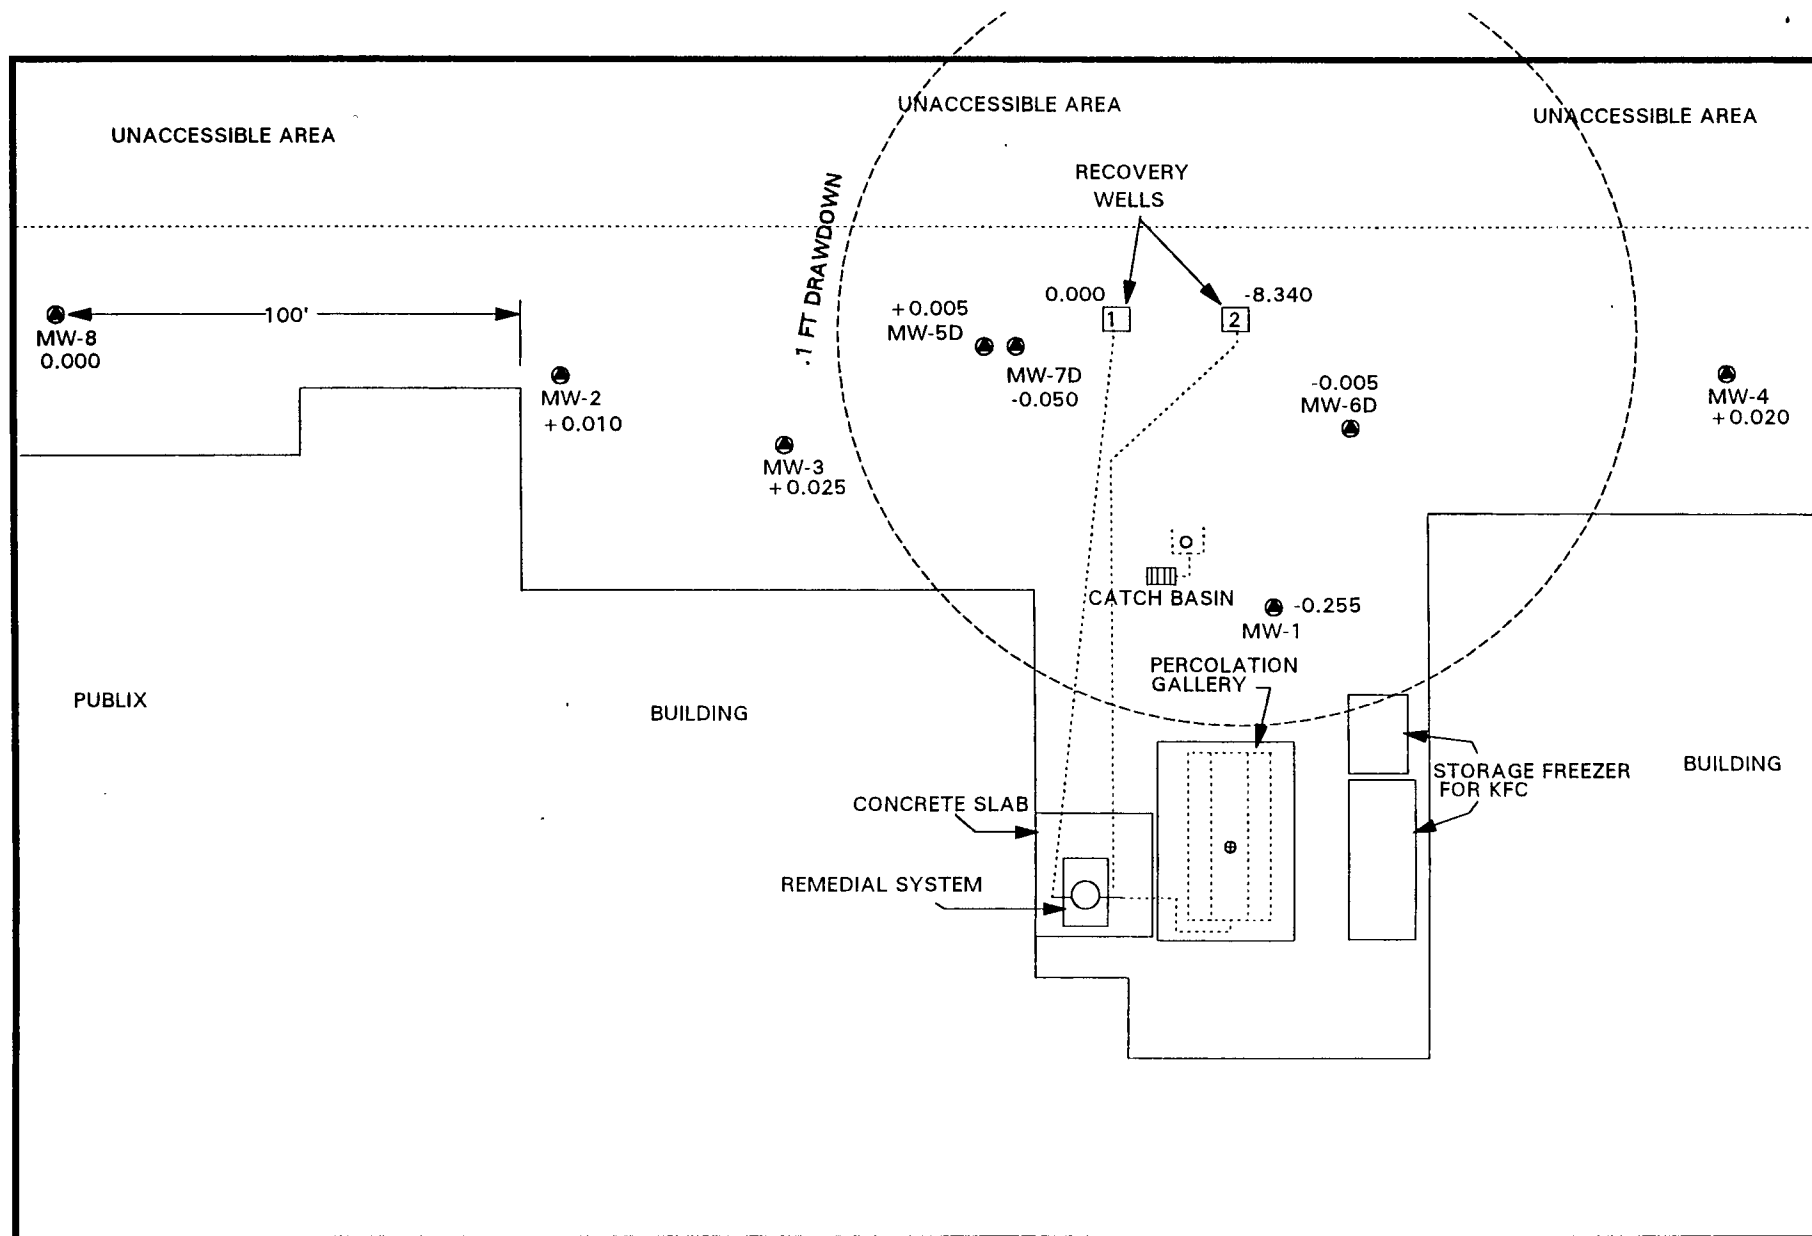 UNACCESSIBLE AREA
UNACCESSIBLE AREA
UNACCESSIBLE AREA
RECOVERY
WELLS
.1 FT DRAWDOWN
100'
MW-8
0.000
MW-2
+0.010
MW-3
+0.025
+0.005
MW-5D
MW-7D
-0.050
0.000
1
2
-8.340
-0.005
MW-6D
MW-4
+0.020
CATCH BASIN
-0.255
MW-1
PERCOLATION
GALLERY
PUBLIX
BUILDING
STORAGE FREEZER
FOR KFC
BUILDING
CONCRETE SLAB
REMEDIAL SYSTEM